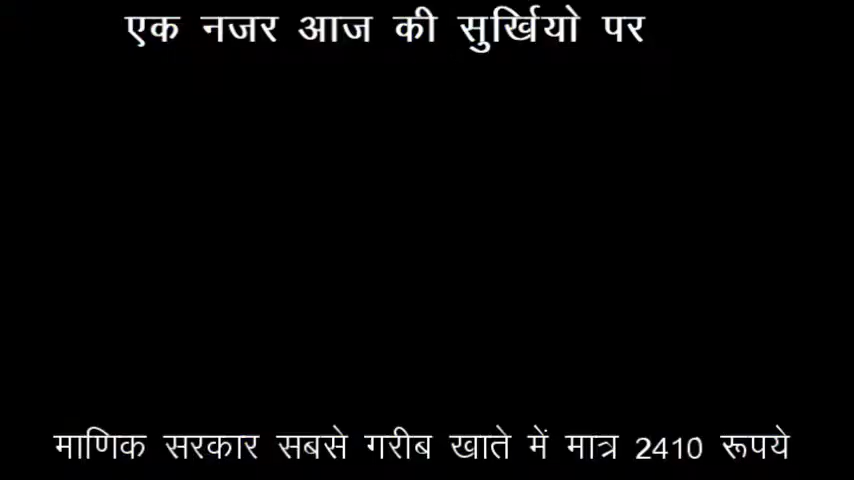 एक नजर आज की सुर्खियो पर
माणिक सरकार सबसे गरीब खाते में मात्र 2410 रूपये